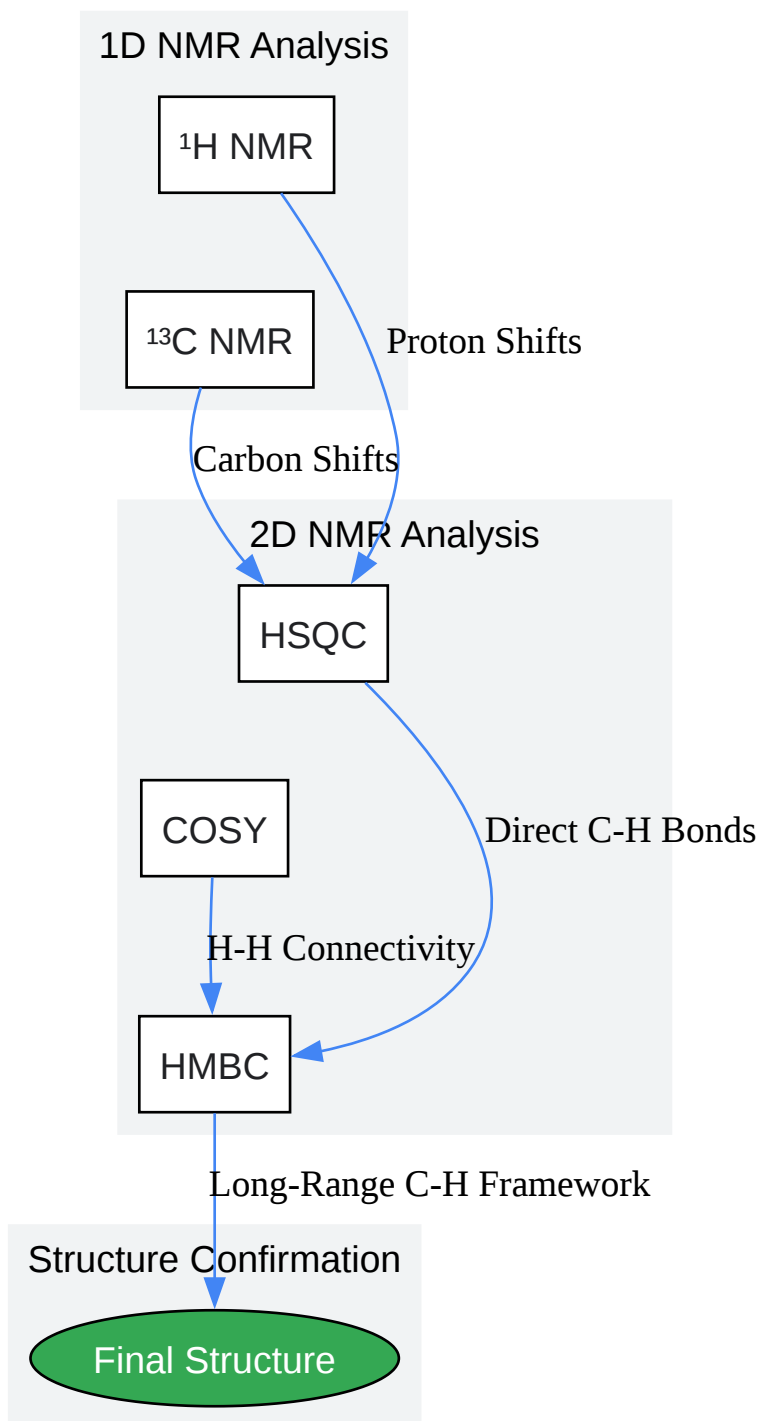 1D NMR Analysis
¹H NMR
¹³C NMR
Proton Shifts
Carbon Shifts
2D NMR Analysis
HSQC
COSY
Direct C-H Bonds
H-H Connectivity
HMBC
Long-Range C-H Framework
Structure Confirmation
Final Structure